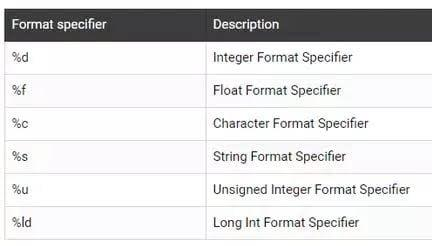 Format specifier Description
%d Integer Format Specifier
%f Float Format Specifier
%c Character Format Specifier
%s String Format Specifier
%u Unsigned Integer Format Specifier
%ld Long Int Format Specifier